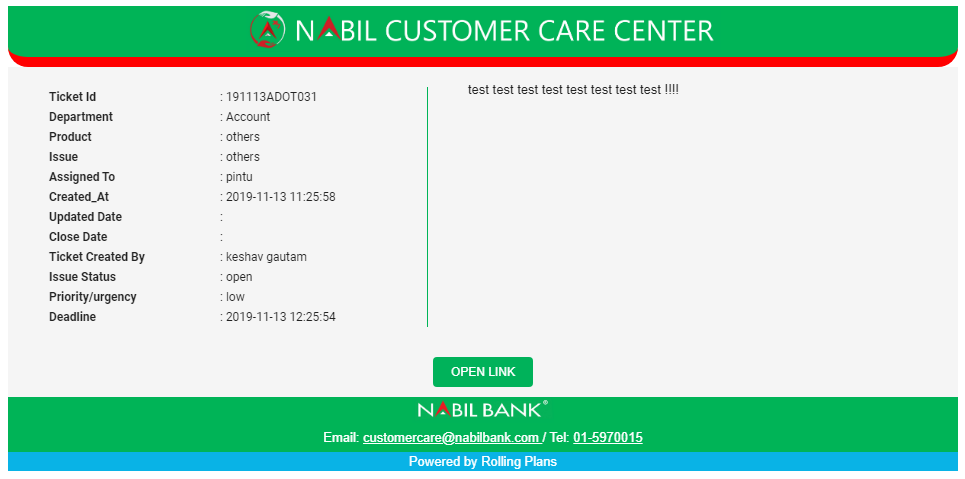 NABIL CUSTOMER CARE CENTER
Ticket Id : 191113ADOT031
Department : Account
Product : others
Issue : others
Assigned To : pintu
Created_At : 2019-11-13 11:25:58
Updated Date :
Close Date :
Ticket Created By : keshav gautam
Issue Status : open
Priority/urgency : low
Deadline : 2019-11-13 12:25:54
test test test test test test test test !!!!
OPEN LINK
NABIL BANK®
Email: customercare@nabilbank.com / Tel: 01-5970015
Powered by Rolling Plans